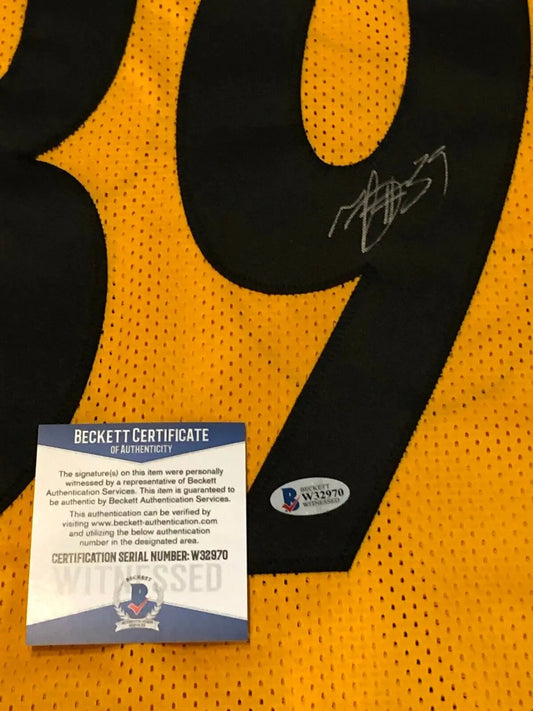 39
39
BECKETT
W32970
WITNESSED
BECKETT CERTIFICATE
OF AUTHENTICITY
The signature(s) on this item were personally
witnessed by a representative of Beckett
Authentication Services. This item is guaranteed to
be authentic by Beckett Authentication Services.
This authentication can be verified by
visiting www.beckett-authentication.com
and utilizing the below authentication
number in the designated area.
CERTIFICATION SERIAL NUMBER: W32970
WITNESSED
BECKETT